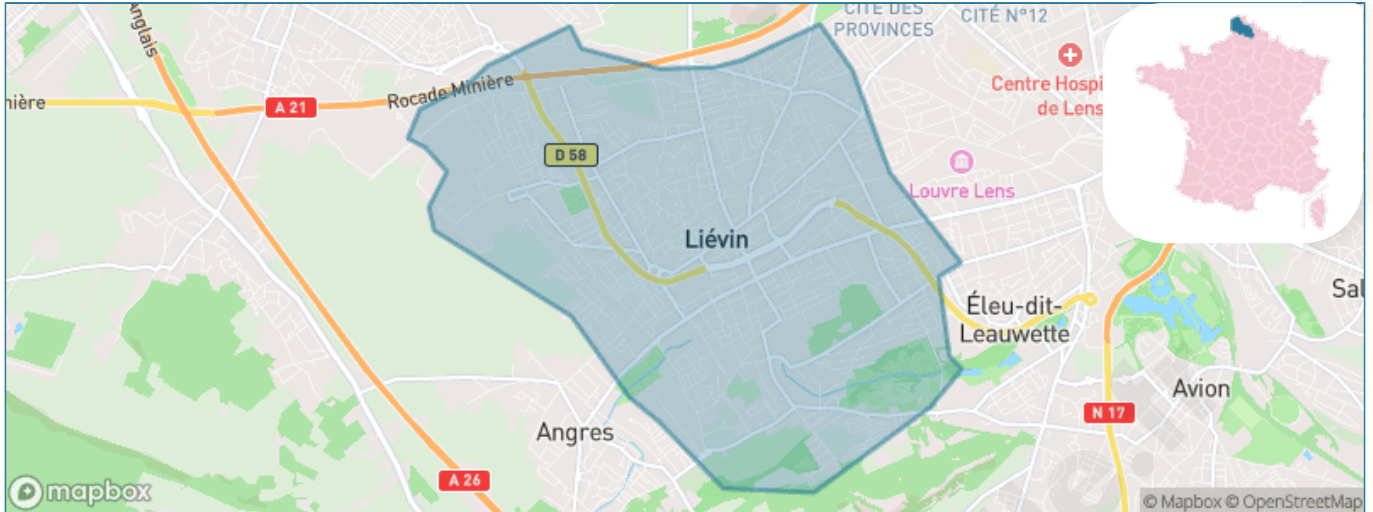 Anglais
CITÉ DES
PROVINCES
CITÉ N°12
Centre Hospi
de Lens
Rocade Minière
nière
A 21
D 58
Louvre Lens
Liévin
Sal
Éleu-dit-
Leauwette
Avion
Angres
N 17
A 26
mapbox
© Mapbox © OpenStreetMap